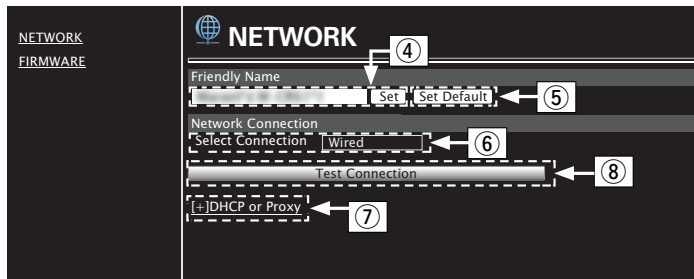 NETWORK
FIRMWARE
NETWORK
④
Friendly Name
Set Set Default ⑤
Network Connection
Select Connection Wired ⑥
Test Connection ⑧
[+]DHCP or Proxy ⑦